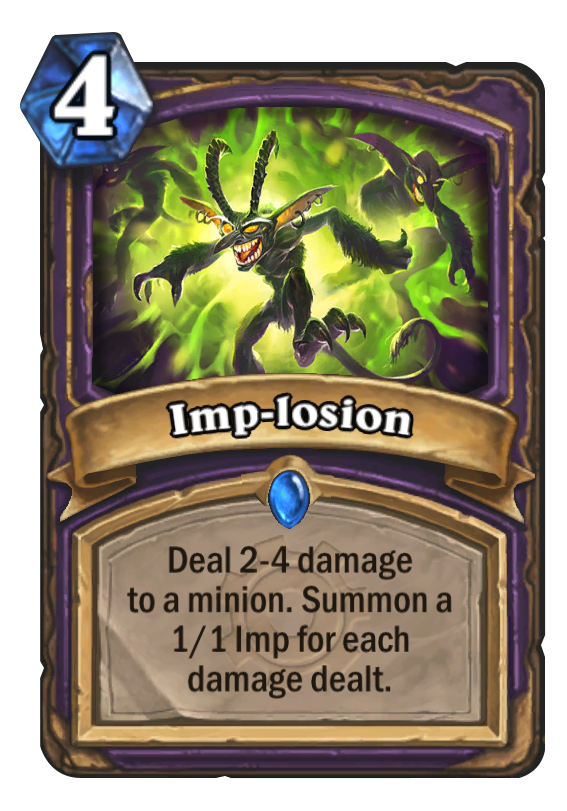 4
Imp-losion
Deal 2-4 damage
to a minion. Summon a
1/1 Imp for each
damage dealt.